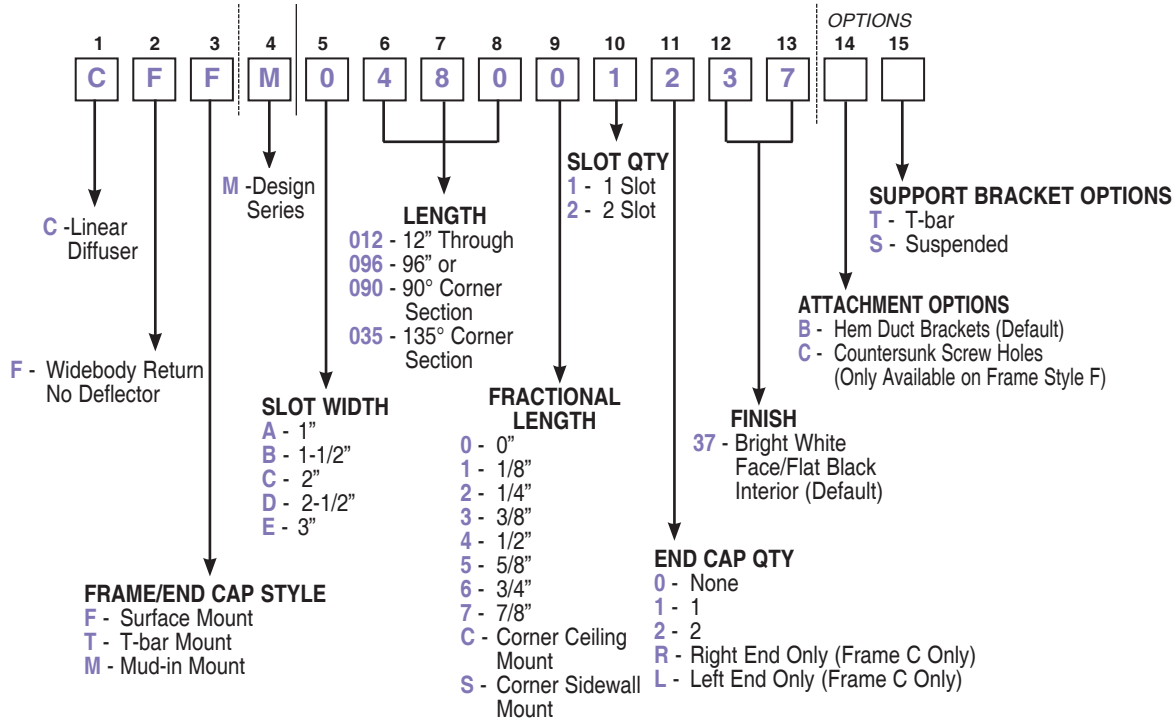 OPTIONS
1 2 3 4 5 6 7 8 9 10 11 12 13 14 15
C F F M 0 4 8 0 0 1 2 3 7
C -Linear
Diffuser
F - Widebody Return
No Deflector
FRAME/END CAP STYLE
F - Surface Mount
T - T-bar Mount
M - Mud-in Mount
M -Design
Series
SLOT WIDTH
A - 1”
B - 1-1/2”
C - 2”
D - 2-1/2”
E - 3”
LENGTH
012 - 12” Through
096 - 96” or
090 - 90° Corner
Section
035 - 135° Corner
Section
FRACTIONAL
LENGTH
0 - 0”
1 - 1/8”
2 - 1/4”
3 - 3/8”
4 - 1/2”
5 - 5/8”
6 - 3/4”
7 - 7/8”
C - Corner Ceiling
Mount
S - Corner Sidewall
Mount
SLOT QTY
1 - 1 Slot
2 - 2 Slot
END CAP QTY
0 - None
1 - 1
2 - 2
R - Right End Only (Frame C Only)
L - Left End Only (Frame C Only)
FINISH
37 - Bright White
Face/Flat Black
Interior (Default)
ATTACHMENT OPTIONS
B - Hem Duct Brackets (Default)
C - Countersunk Screw Holes
(Only Available on Frame Style F)
SUPPORT BRACKET OPTIONS
T - T-bar
S - Suspended